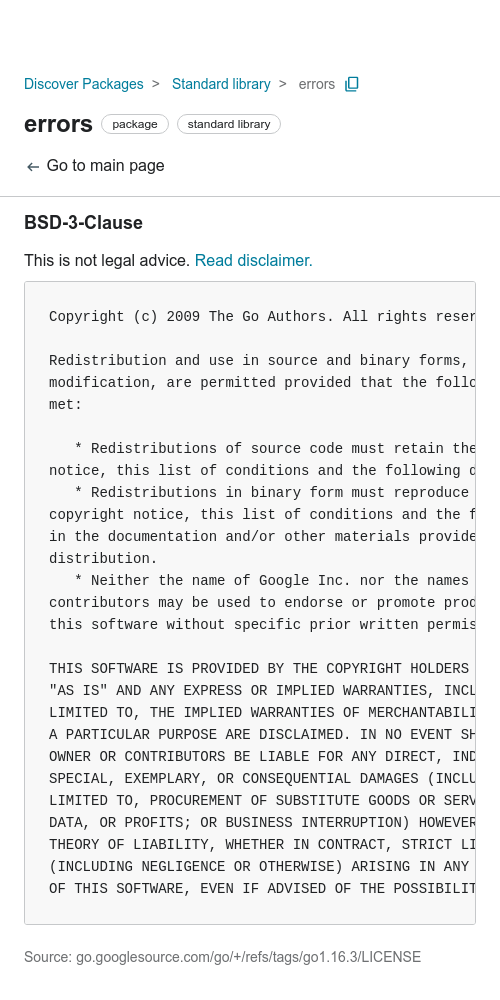 Discover Packages > Standard library > errors
errors package standard library
Go to main page
BSD-3-Clause
This is not legal advice. Read disclaimer.
Copyright (c) 2009 The Go Authors. All rights reser
Redistribution and use in source and binary forms,
modification, are permitted provided that the follo
met:
* Redistributions of source code must retain the
notice, this list of conditions and the following d
* Redistributions in binary form must reproduce
copyright notice, this list of conditions and the f
in the documentation and/or other materials provide
distribution.
* Neither the name of Google Inc. nor the names
contributors may be used to endorse or promote prod
this software without specific prior written permis
THIS SOFTWARE IS PROVIDED BY THE COPYRIGHT HOLDERS
"AS IS" AND ANY EXPRESS OR IMPLIED WARRANTIES, INCL
LIMITED TO, THE IMPLIED WARRANTIES OF MERCHANTABILI
A PARTICULAR PURPOSE ARE DISCLAIMED. IN NO EVENT SH
OWNER OR CONTRIBUTORS BE LIABLE FOR ANY DIRECT, IND
SPECIAL, EXEMPLARY, OR CONSEQUENTIAL DAMAGES (INCLU
LIMITED TO, PROCUREMENT OF SUBSTITUTE GOODS OR SERV
DATA, OR PROFITS; OR BUSINESS INTERRUPTION) HOWEVER
THEORY OF LIABILITY, WHETHER IN CONTRACT, STRICT LI
(INCLUDING NEGLIGENCE OR OTHERWISE) ARISING IN ANY
OF THIS SOFTWARE, EVEN IF ADVISED OF THE POSSIBILIT
Source: go.googlesource.com/go/+/refs/tags/go1.16.3/LICENSE